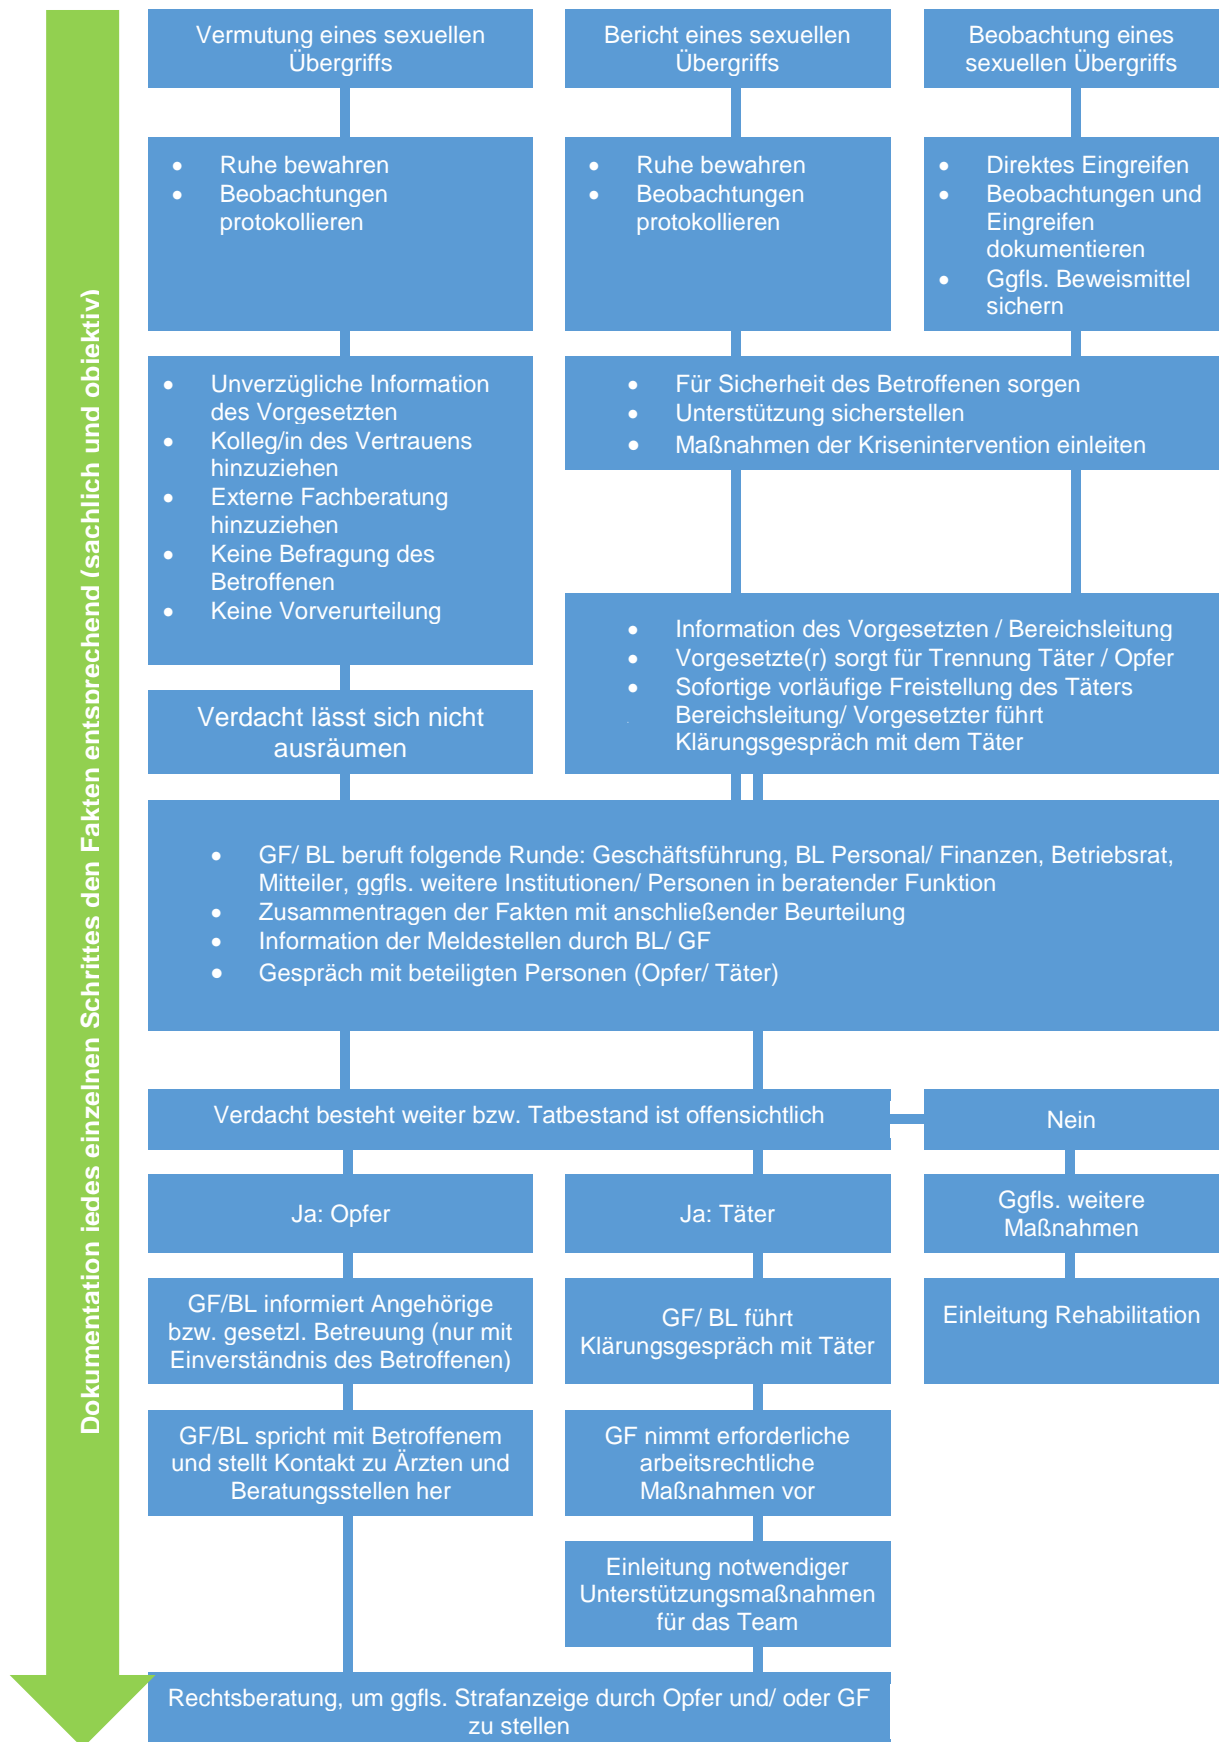 Vermutung eines sexuellen
Übergriffs
Bericht eines sexuellen
Übergriffs
Beobachtung eines
sexuellen Übergriffs
• Ruhe bewahren
• Beobachtungen
protokollieren
• Ruhe bewahren
• Beobachtungen
protokollieren
• Direktes Eingreifen
• Beobachtungen und
Eingreifen
dokumentieren
• Ggfls. Beweismittel
sichern
• Unverzügliche Information
des Vorgesetzten
• Kolleg/in des Vertrauens
hinzuziehen
• Externe Fachberatung
hinzuziehen
• Keine Befragung des
Betroffenen
• Keine Vorverurteilung
• Für Sicherheit des Betroffenen sorgen
• Unterstützung sicherstellen
• Maßnahmen der Krisenintervention einleiten
• Information des Vorgesetzten / Bereichsleitung
• Vorgesetzte(r) sorgt für Trennung Täter / Opfer
• Sofortige vorläufige Freistellung des Täters
Bereichsleitung/ Vorgesetzter führt
Klärungsgespräch mit dem Täter
Verdacht lässt sich nicht
ausräumen
• GF/ BL beruft folgende Runde: Geschäftsführung, BL Personal/ Finanzen, Betriebsrat,
Mitteiler, ggfls. weitere Institutionen/ Personen in beratender Funktion
• Zusammentragen der Fakten mit anschließender Beurteilung
• Information der Meldestellen durch BL/ GF
• Gespräch mit beteiligten Personen (Opfer/ Täter)
Verdacht besteht weiter bzw. Tatbestand ist offensichtlich
Nein
Ja: Opfer
Ja: Täter
Ggfls. weitere
Maßnahmen
GF/BL informiert Angehörige
bzw. gesetzl. Betreuung (nur mit
Einverständnis des Betroffenen)
GF/ BL führt
Klärungsgespräch mit Täter
Einleitung Rehabilitation
GF/BL spricht mit Betroffenem
und stellt Kontakt zu Ärzten und
Beratungsstellen her
GF nimmt erforderliche
arbeitsrechtliche
Maßnahmen vor
Einleitung notwendiger
Unterstützungsmaßnahmen
für das Team
Rechtsberatung, um ggfls. Strafanzeige durch Opfer und/ oder GF
zu stellen
Dokumentation jedes einzelnen Schrittes den Fakten entsprechend (sachlich und objektiv)